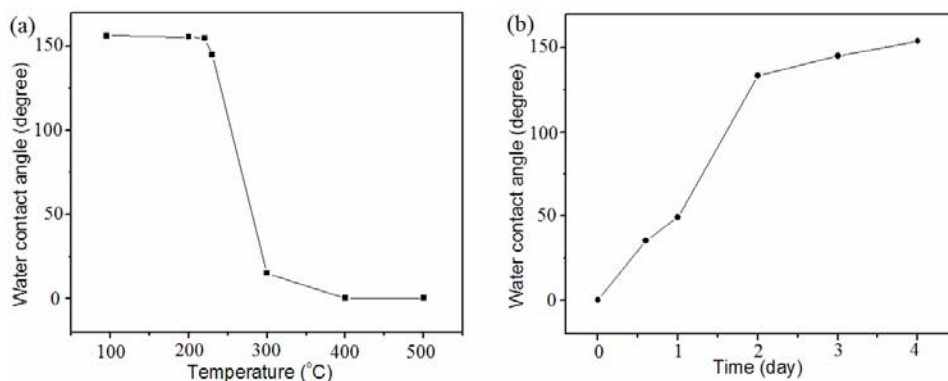 (a)
150
100
50
0
Water contact angle (degree)
100 200 300 400 500
Temperature (°C)
(b)
150
100
50
0
Water contact angle (degree)
0 1 2 3 4
Time (day)